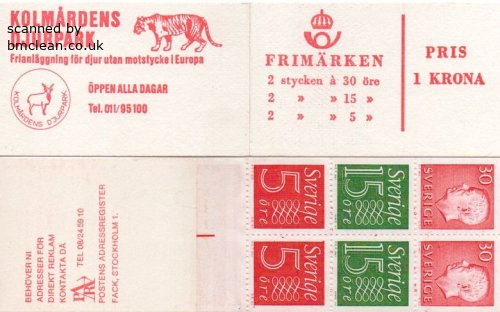 KOLMÅRDENS
scanned by
DJURPARK
bmclean.co.uk
Frianläggning för djur utan motstycke i Europa
ÖPPEN ALLA DAGAR
Tel. 011/95100
KOLMÅRDENS DJURPARK
FRIMÄRKEN
2 stycken à 30 öre
2 » » 15 »
2 » » 5 »
PRIS
1 KRONA
BEHÖVER NI
ADRESSER FÖR
DIREKT REKLAM
KONTAKTA DÅ
PAR
TEL 08/24 59 10
POSTENS ADRESSREGISTER
FACK, STOCKHOLM 1.
Sverige
5
ÖRE
Sverige
15
ÖRE
30
SVERIGE
Sverige
5
ÖRE
Sverige
15
ÖRE
30
SVERIGE